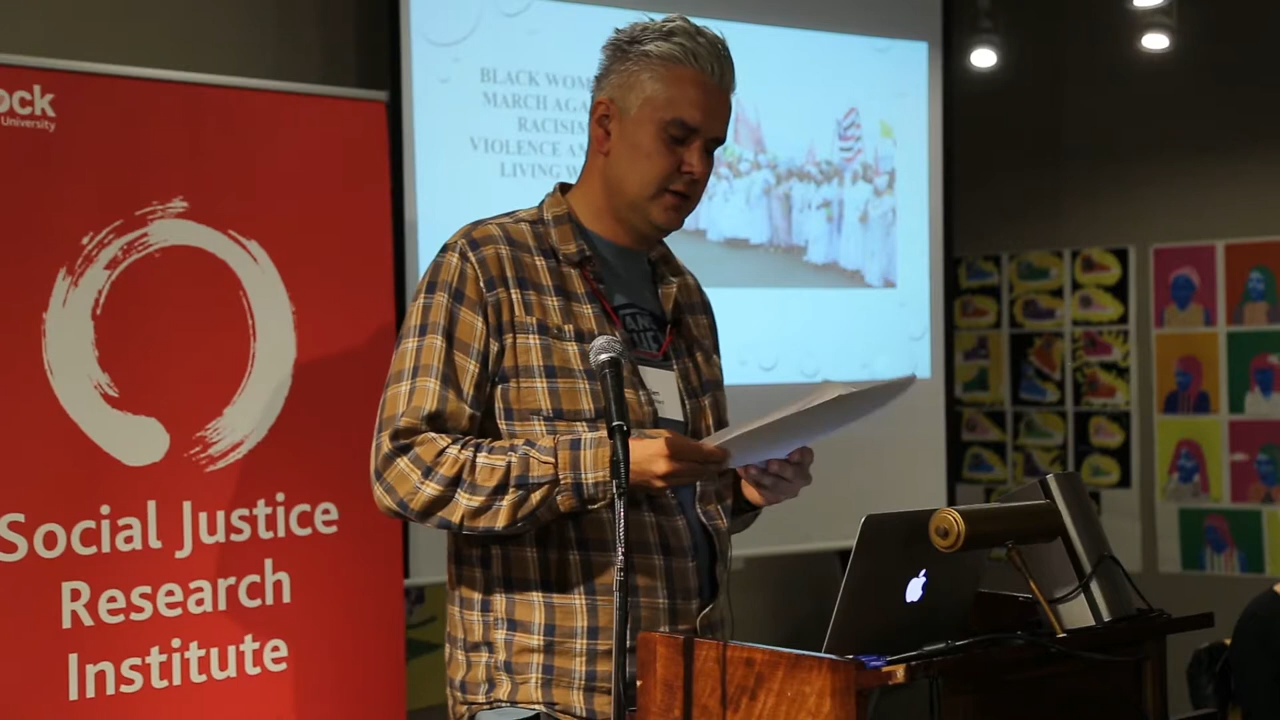 ock
University
Social Justice
Research
Institute
BLACK WOM
MARCH AGA
RACISM
VIOLENCE AN
LIVING W